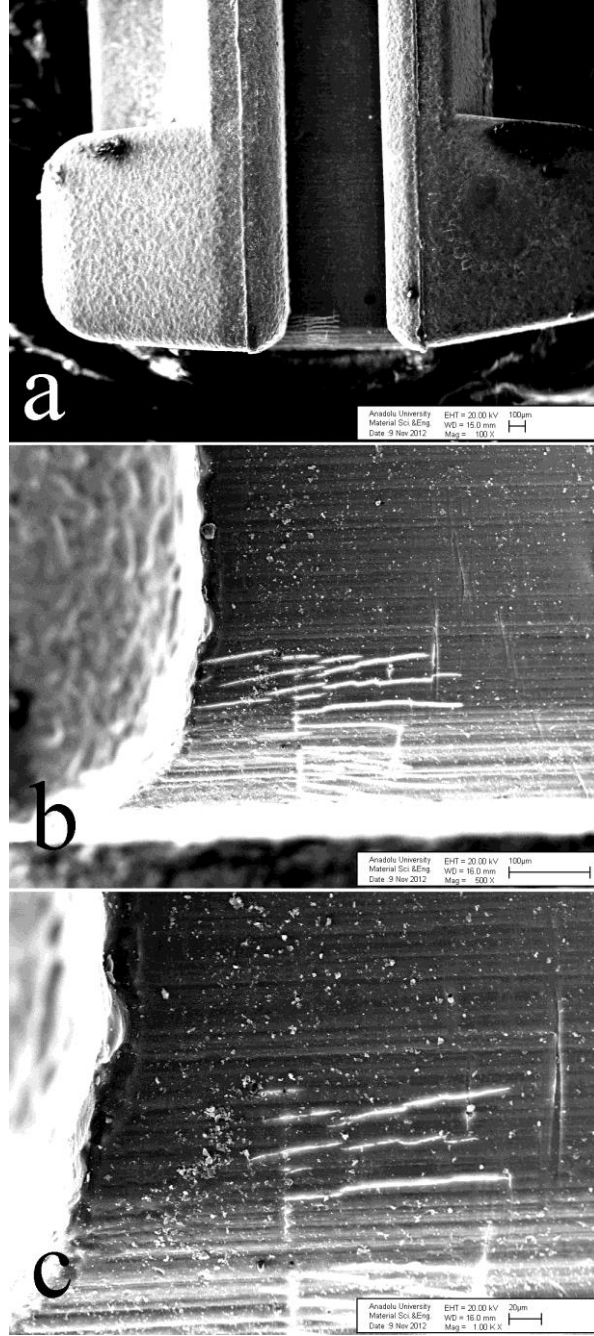 a
Anadolu University EHT = 20.00 kV 100µm
Material Sci &Eng. WD = 15.0 mm
Date :9 Nov 2012 Mag = 100 X
b
Anadolu University EHT = 20.00 kV 100µm
Material Sci &Eng. WD = 16.0 mm
Date :9 Nov 2012 Mag = 500 X
c
Anadolu University EHT = 20.00 kV 20µm
Material Sci &Eng. WD = 16.0 mm
Date :9 Nov 2012 Mag = 1.00 K X